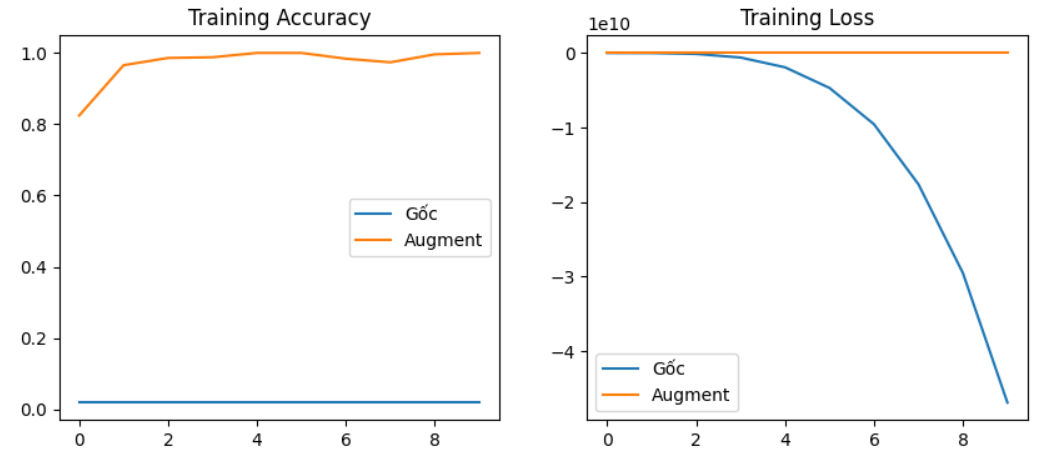 Training Accuracy
1.0
0.8
0.6
0.4
0.2
0.0
0 2 4 6 8
Gốc
Augment
Training Loss
1e10
0
−1
−2
−3
−4
0 2 4 6 8
Gốc
Augment